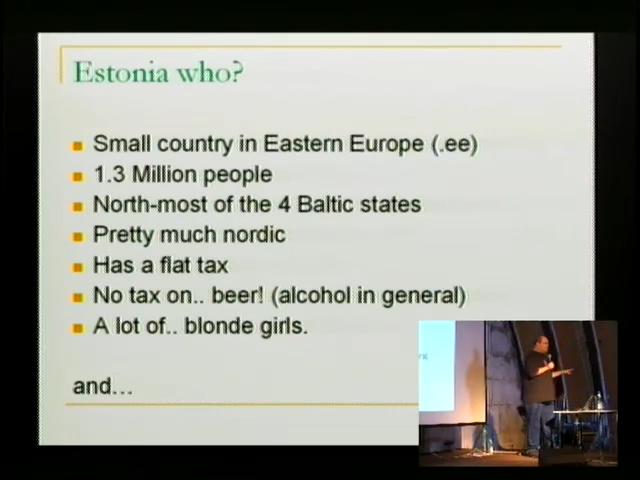 Estonia who?
Small country in Eastern Europe (.ee)
1.3 Million people
North-most of the 4 Baltic states
Pretty much nordic
Has a flat tax
No tax on.. beer! (alcohol in general)
A lot of.. blonde girls.
and...